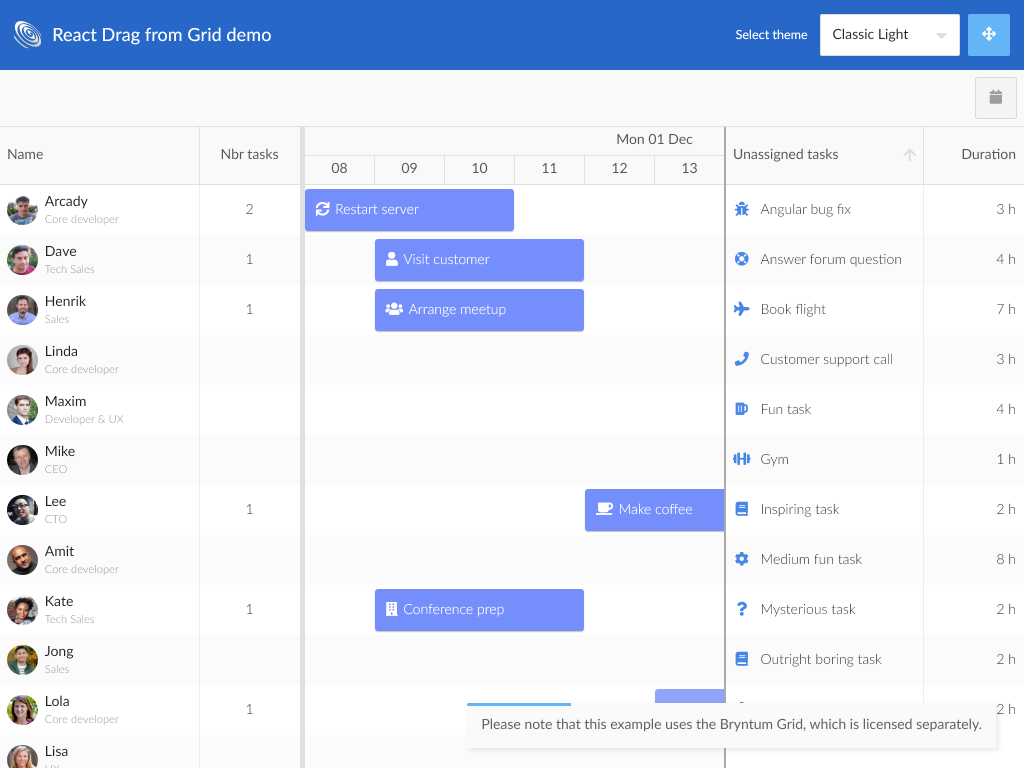 React Drag from Grid demo
Select theme
Classic Light
Name
Nbr tasks
Mon 01 Dec
08 09 10 11 12 13
Unassigned tasks
Duration
Arcady
Core developer
2
Restart server
Angular bug fix
3 h
Dave
Tech Sales
1
Visit customer
Answer forum question
4 h
Henrik
Sales
1
Arrange meetup
Book flight
7 h
Linda
Core developer
Customer support call
3 h
Maxim
Developer & UX
Fun task
4 h
Mike
CEO
Gym
1 h
Lee
CTO
1
Make coffee
Inspiring task
2 h
Amit
Core developer
Medium fun task
8 h
Kate
Tech Sales
1
Conference prep
Mysterious task
2 h
Jong
Sales
Outright boring task
2 h
Lola
Core developer
1
2 h
Please note that this example uses the Bryntum Grid, which is licensed separately.
Lisa